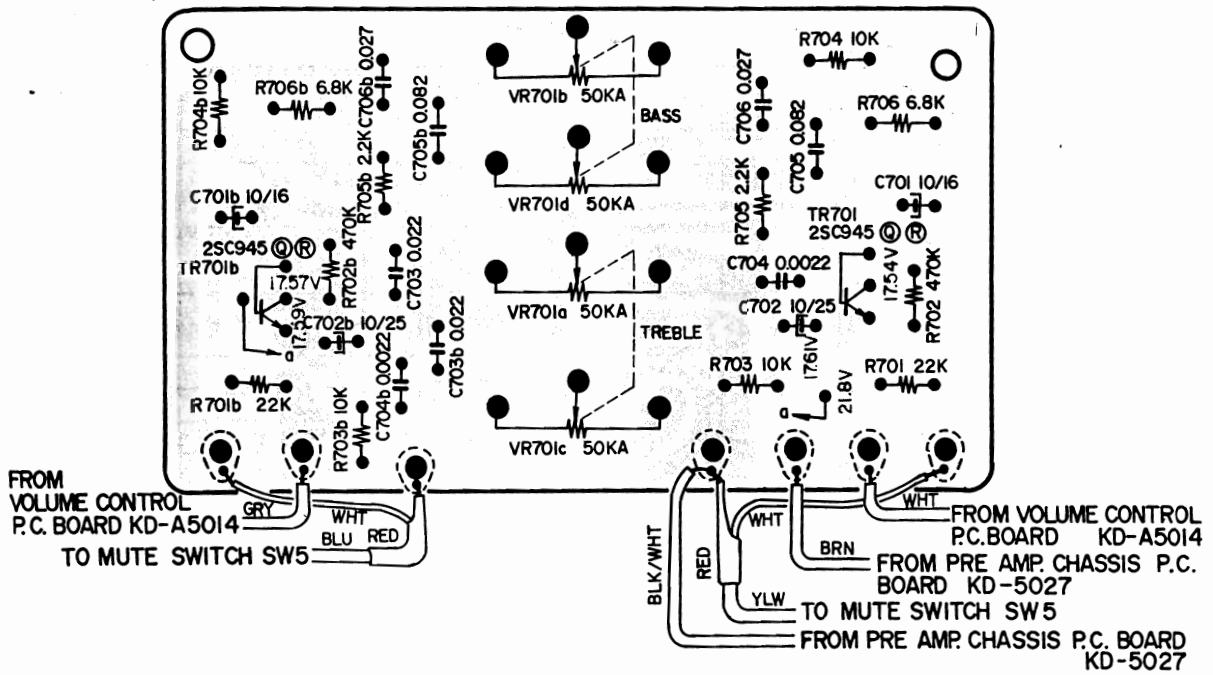 R704b 10K
R706b 6.8K
C706b 0.027
C705b 0.082
R705b 2.2K
C701b 10/16
2SC945 Ⓠ Ⓡ
TR701b
17.57V
17.59V
R702b 470K
C703 0.022
C702b 10/25
a
C703b 0.022
C704b 0.0022
R701b 22K
R703b 10K
VR701b 50KA
BASS
VR701d 50KA
VR701a 50KA
TREBLE
VR701c 50KA
R704 10K
C706 0.027
R706 6.8K
C705 0.082
R705 2.2K
C701 10/16
TR701
2SC945 Ⓠ Ⓡ
17.54V
R702 470K
C704 0.0022
C702 10/25
17.61V
R703 10K
R701 22K
21.8V
a
FROM
VOLUME CONTROL
P.C. BOARD KD-A5014
GRY
WHT
BLU
RED
TO MUTE SWITCH SW5
BLK/WHT
RED
WHT
WHT
BRN
YLW
FROM VOLUME CONTROL
P.C.BOARD KD-A5014
FROM PRE AMP. CHASSIS P.C.
BOARD KD-5027
TO MUTE SWITCH SW5
FROM PRE AMP. CHASSIS P.C. BOARD
KD-5027